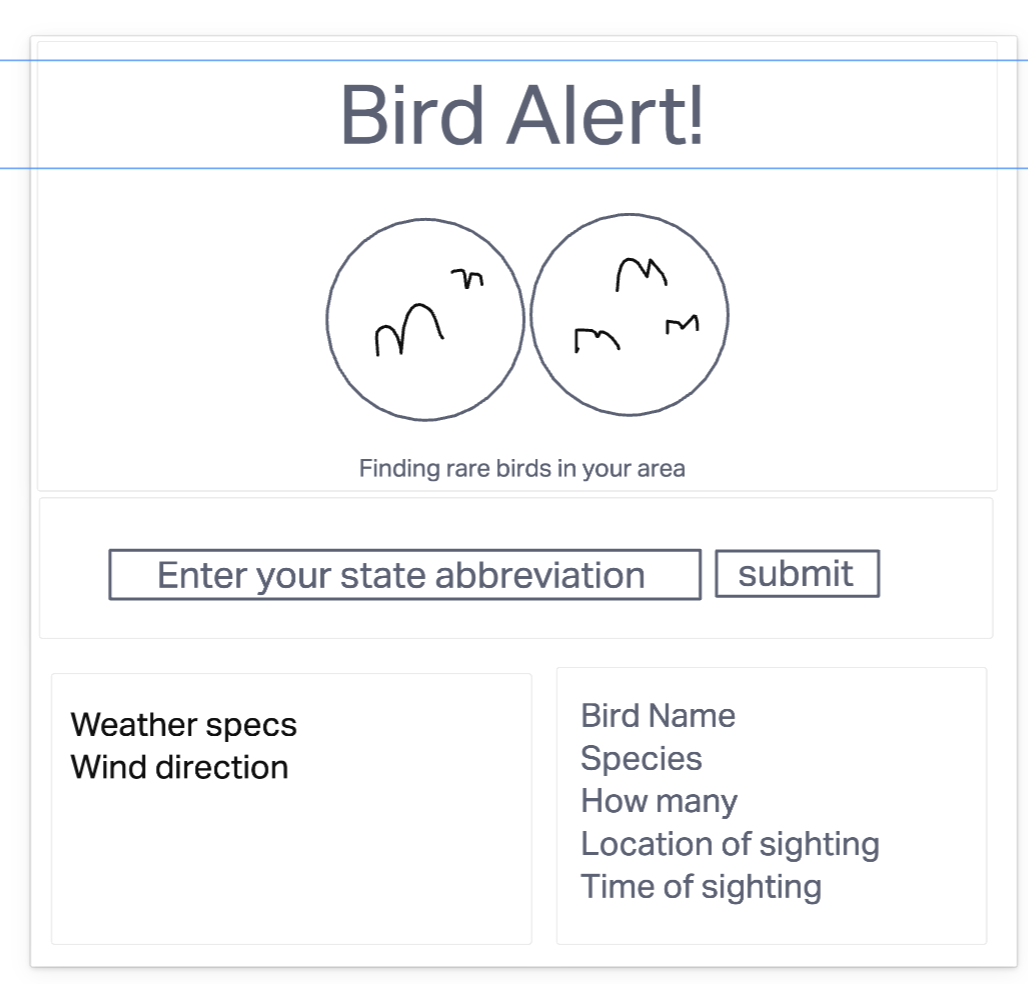 Bird Alert!
Finding rare birds in your area
Enter your state abbreviation
submit
Weather specs
Wind direction
Bird Name
Species
How many
Location of sighting
Time of sighting